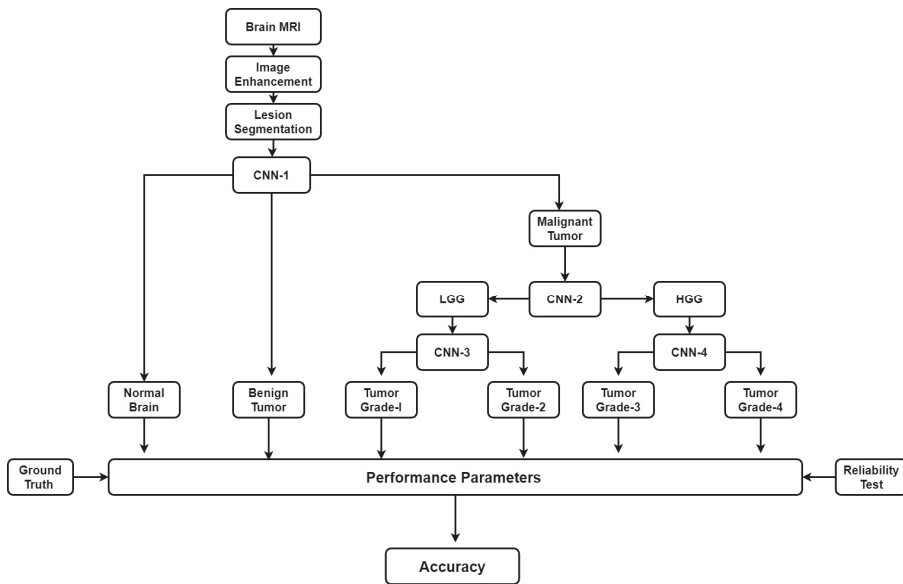 Brain MRI
Image
Enhancement
Lesion
Segmentation
CNN-1
Malignant
Tumor
LGG
CNN-2
HGG
CNN-3
CNN-4
Normal
Brain
Benign
Tumor
Tumor
Grade-I
Tumor
Grade-2
Tumor
Grade-3
Tumor
Grade-4
Ground
Truth
Performance Parameters
Reliability
Test
Accuracy